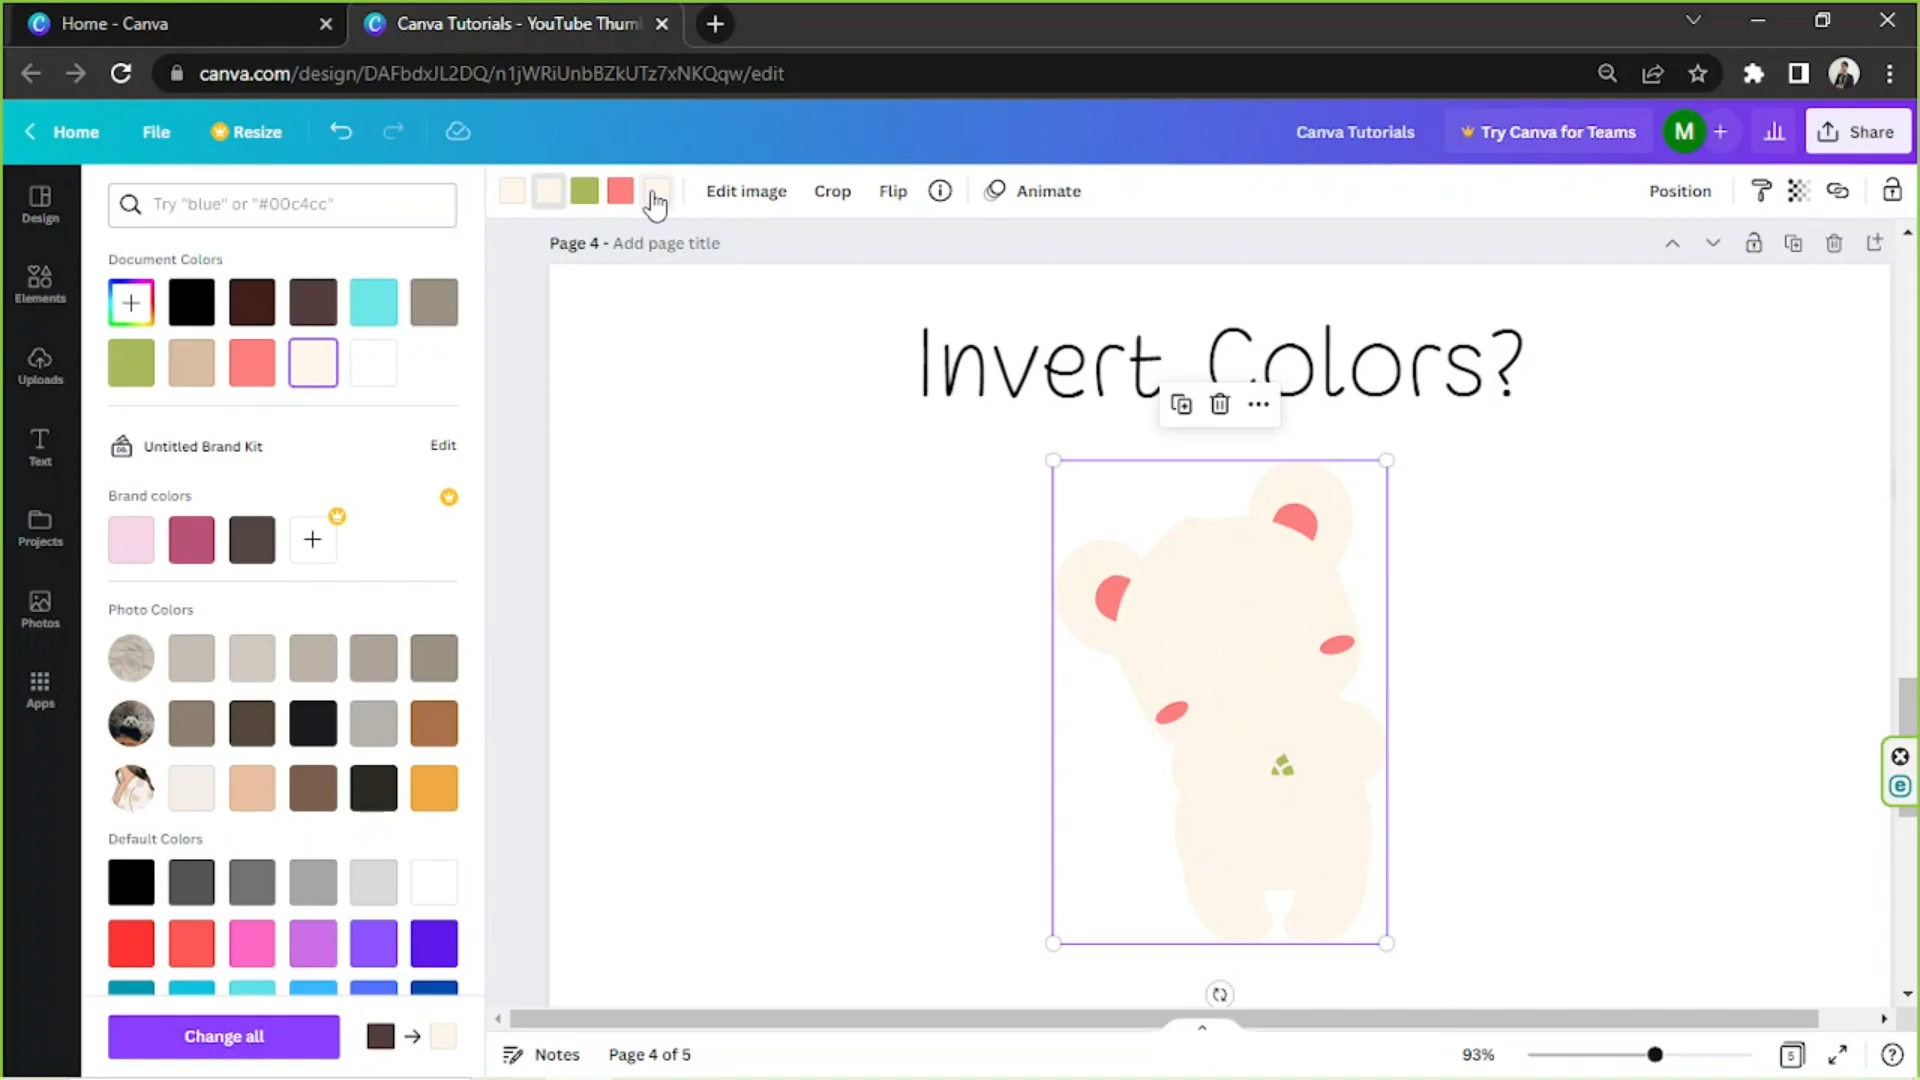 Home - Canva
Canva Tutorials - YouTube Thum
canva.com/design/DAFbdxJL2DQ/n1jWRiUnbBZkUTz7xNKQqw/edit
Home
File
Resize
Canva Tutorials
Try Canva for Teams
M
Share
Design
Elements
Uploads
Text
Projects
Photos
Apps
Try "blue" or "#00c4cc"
Document Colors
Untitled Brand Kit
Edit
Brand colors
Photo Colors
Default Colors
Change all
Edit image
Crop
Flip
Animate
Position
Page 4 - Add page title
Invert Colors?
Notes
Page 4 of 5
93%
5